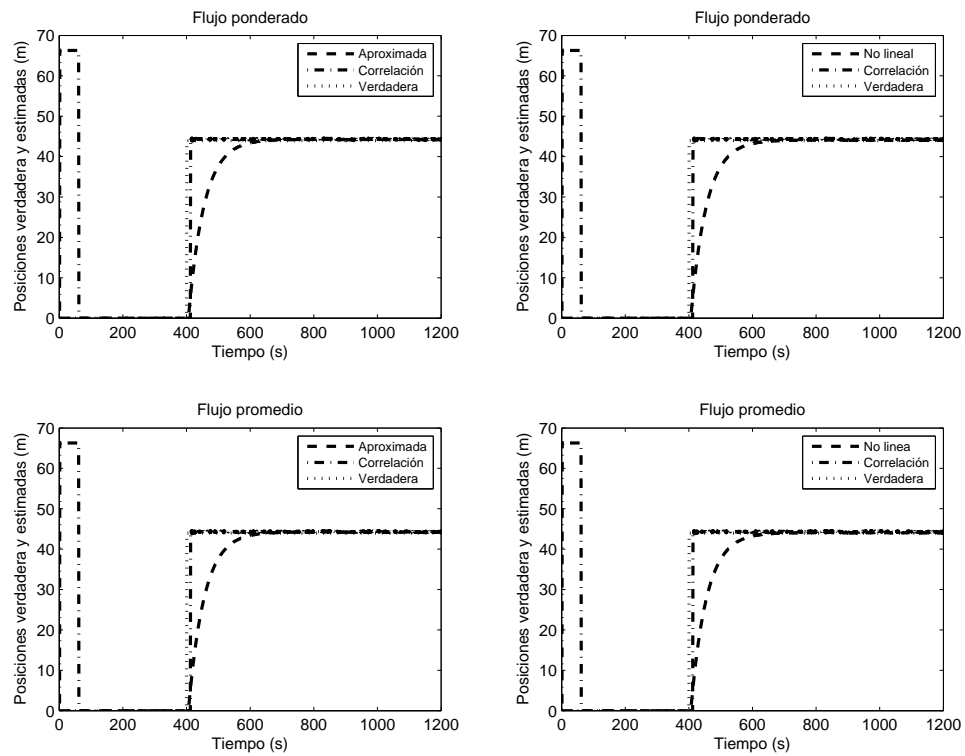 Flujo ponderado
Posiciones verdadera y estimadas (m)
70
60
50
40
30
20
10
0
Aproximada
Correlación
Verdadera
0 200 400 600 800 1000 1200
Tiempo (s)
Flujo ponderado
Posiciones verdadera y estimadas (m)
70
60
50
40
30
20
10
0
No lineal
Correlación
Verdadera
0 200 400 600 800 1000 1200
Tiempo (s)
Flujo promedio
Posiciones verdadera y estimadas (m)
70
60
50
40
30
20
10
0
Aproximada
Correlación
Verdadera
0 200 400 600 800 1000 1200
Tiempo (s)
Flujo promedio
Posiciones verdadera y estimadas (m)
70
60
50
40
30
20
10
0
No linea
Correlación
Verdadera
0 200 400 600 800 1000 1200
Tiempo (s)